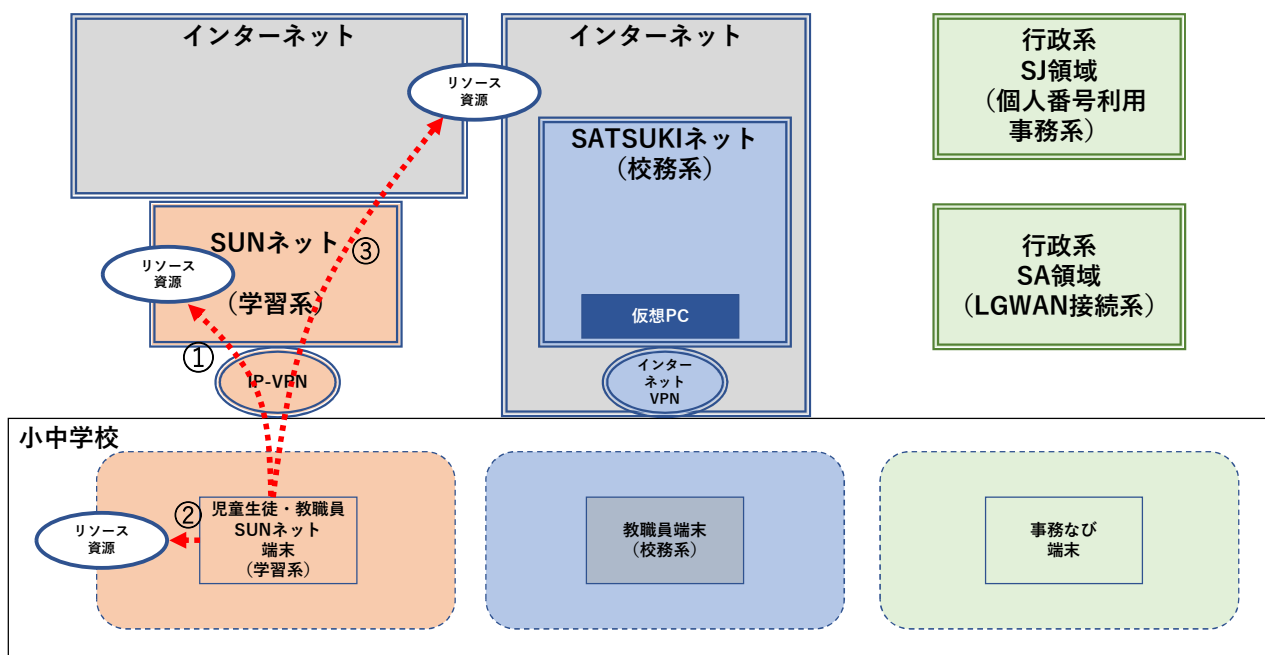 インターネット
インターネット
リソース
資源
行政系
SJ領域
（個人番号利用
事務系）
SATSUKIネット
（校務系）
SUNネット
③
リソース
資源
（学習系）
行政系
SA領域
（LGWAN接続系）
仮想PC
①
IP-VPN
インター
ネット
VPN
小中学校
②
児童生徒・教職員
SUNネット
端末
（学習系）
リソース
資源
教職員端末
（校務系）
事務なび
端末